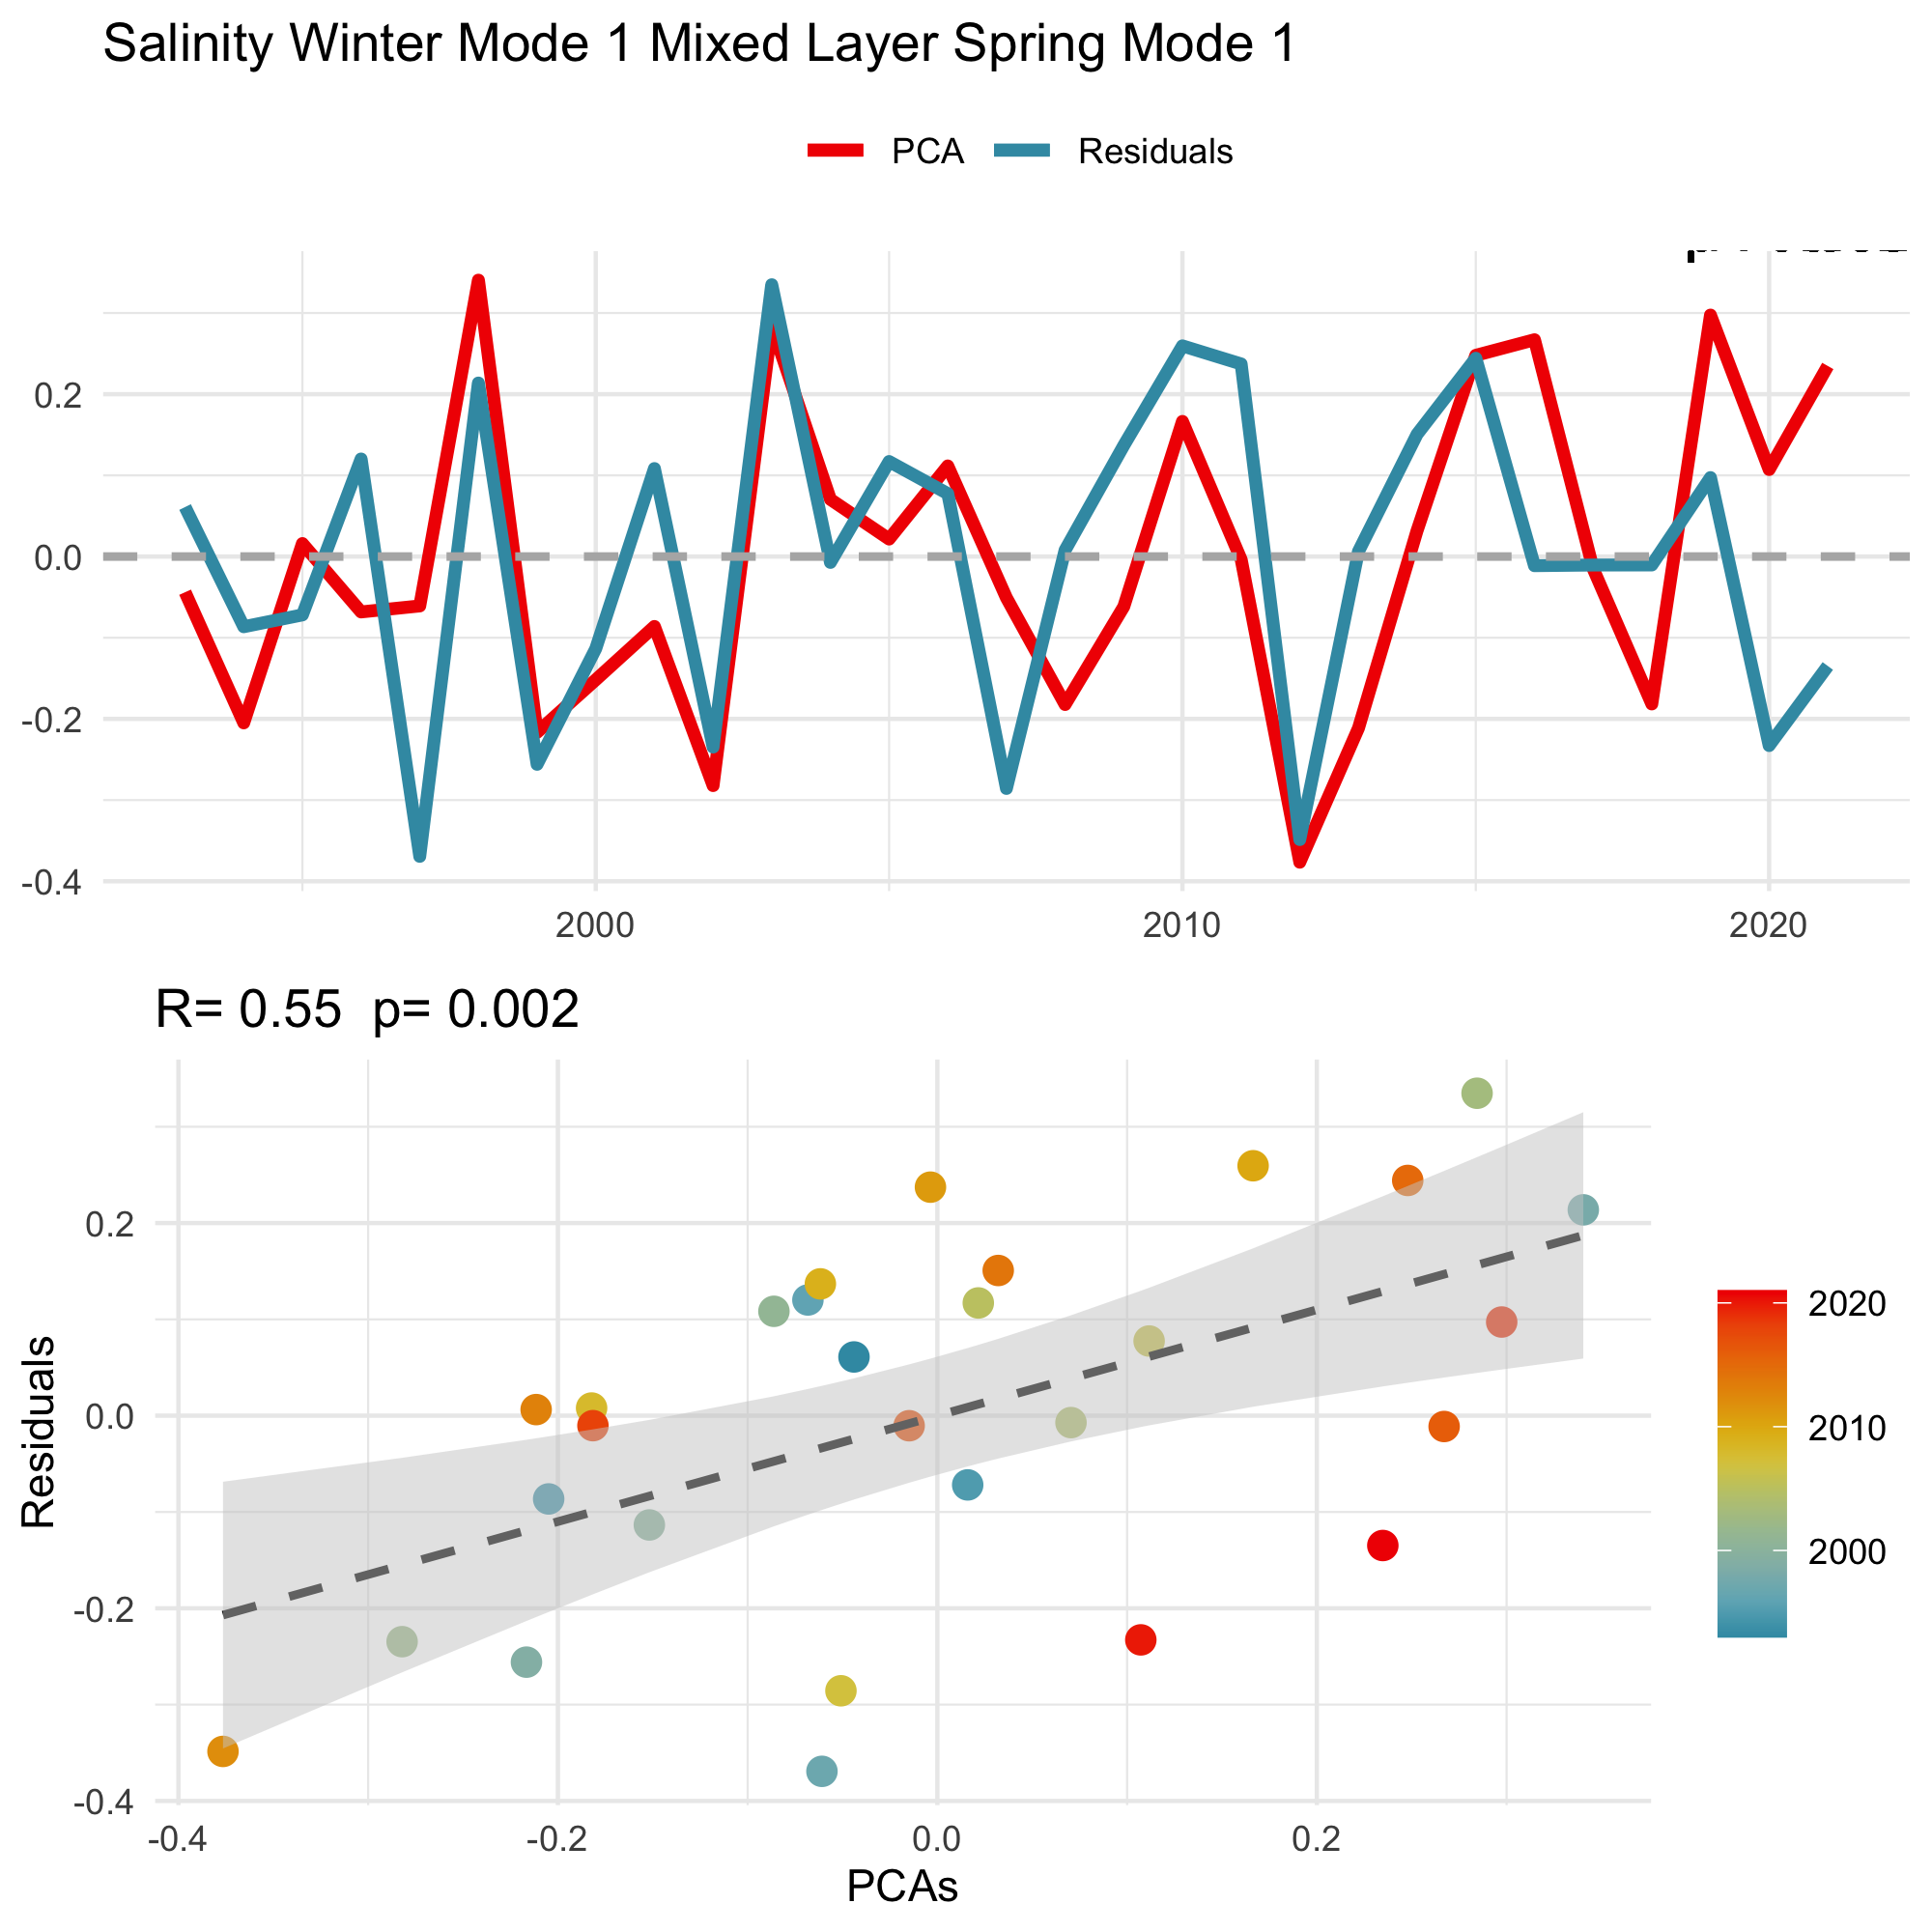 Salinity Winter Mode 1 Mixed Layer Spring Mode 1
PCA Residuals
0.2
0.0
-0.2
-0.4
2000 2010 2020
R= 0.55 p= 0.002
Residuals
0.2
0.0
-0.2
-0.4
-0.4 -0.2 0.0 0.2
PCAs
2020
2010
2000